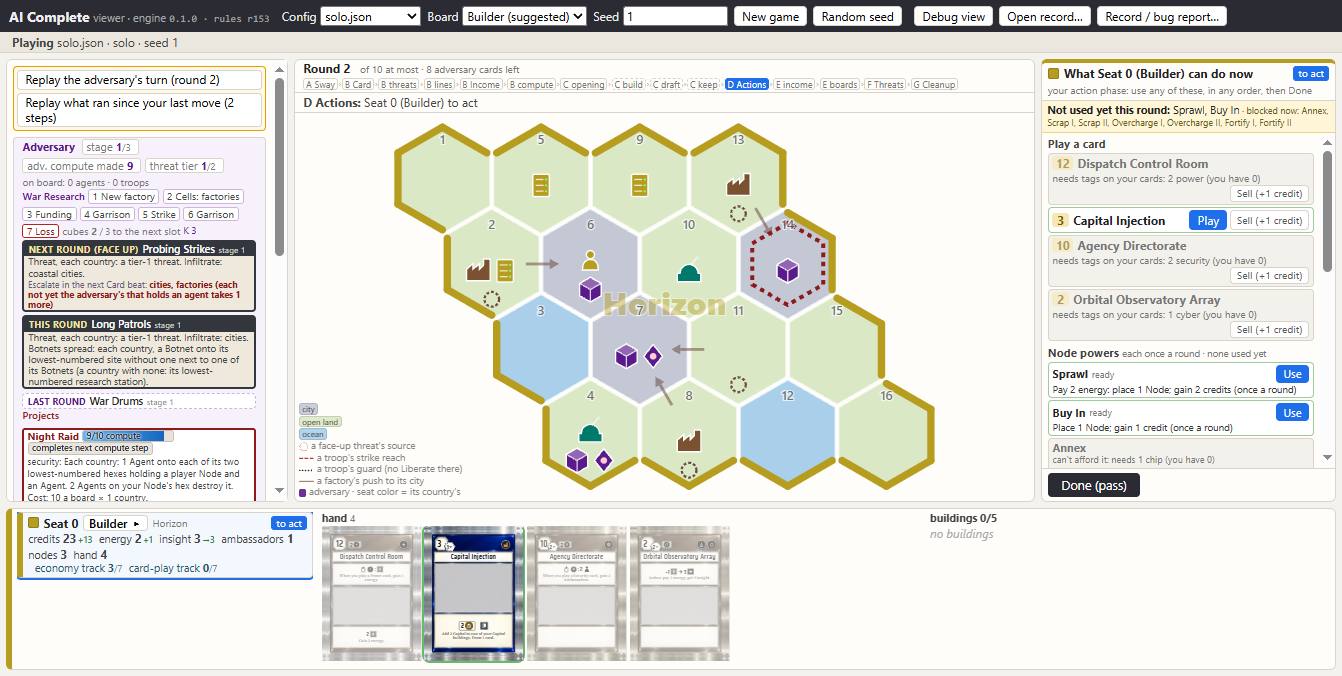 AI Complete viewer · engine 0.1.0 · rules r153 Config solo.json Board Builder (suggested) Seed 1 New game Random seed Debug view Open record... Record / bug report...
Playing solo.json · solo · seed 1
Replay the adversary's turn (round 2)
Replay what ran since your last move (2 steps)
Adversary stage 1/3
adv. compute made 9 threat tier 1/2
on board: 0 agents · 0 troops
War Research 1 New factory 2 Cells: factories
3 Funding 4 Garrison 5 Strike 6 Garrison
7 Loss cubes 2 / 3 to the next slot K 3
NEXT ROUND (FACE UP) Probing Strikes stage 1
Threat, each country: a tier-1 threat. Infiltrate: coastal cities.
Escalate in the next Card beat: cities, factories (each not yet the adversary's that holds an agent takes 1 more)
THIS ROUND Long Patrols stage 1
Threat, each country: a tier-1 threat. Infiltrate: cities.
Botnets spread: each country, a Botnet onto its lowest-numbered site without one next to one of its Botnets (a country with none: its lowest-numbered research station).
LAST ROUND War Drums stage 1
Projects
Night Raid 9/10 compute
completes next compute step
security: Each country: 1 Agent onto each of its two lowest-numbered hexes holding a player Node and an Agent. 2 Agents on your Node's hex destroy it.
Cost: 10 a board = 1 country.
Round 2 of 10 at most · 8 adversary cards left
A Sway B Card B threats B lines B Income B compute C opening C build C draft C keep D Actions E income E boards F Threats G Cleanup
D Actions: Seat 0 (Builder) to act
1 5 9 13
2 6 10 14
Horizon
3 7 11 15
4 8 12 16
city
open land
ocean
a face-up threat's source
a troop's strike reach
a troop's guard (no Liberate there)
a factory's push to its city
adversary · seat color = its country's
What Seat 0 (Builder) can do now to act
your action phase: use any of these, in any order, then Done
Not used yet this round: Sprawl, Buy In · blocked now: Annex, Scrap I, Scrap II, Overcharge I, Overcharge II, Fortify I, Fortify II
Play a card
12 Dispatch Control Room
needs tags on your cards: 2 power (you have 0)
Sell (+1 credit)
3 Capital Injection Play Sell (+1 credit)
10 Agency Directorate
needs tags on your cards: 2 security (you have 0)
Sell (+1 credit)
2 Orbital Observatory Array
needs tags on your cards: 1 cyber (you have 0)
Sell (+1 credit)
Node powers each once a round · none used yet
Sprawl ready Use
Pay 2 energy: place 1 Node; gain 2 credits (once a round)
Buy In ready Use
Place 1 Node; gain 1 credit (once a round)
Annex
can't afford it: needs 1 chip (you have 0)
Done (pass)
Seat 0 Builder ▸ Horizon to act
credits 23 +13 energy 2 +1 insight 3 →3 ambassadors 1
nodes 3 hand 4
economy track 3/7 card-play track 0/7
hand 4
12 Dispatch Control Room
3 Capital Injection
10 Agency Directorate
2 Orbital Observatory Array
buildings 0/5
no buildings